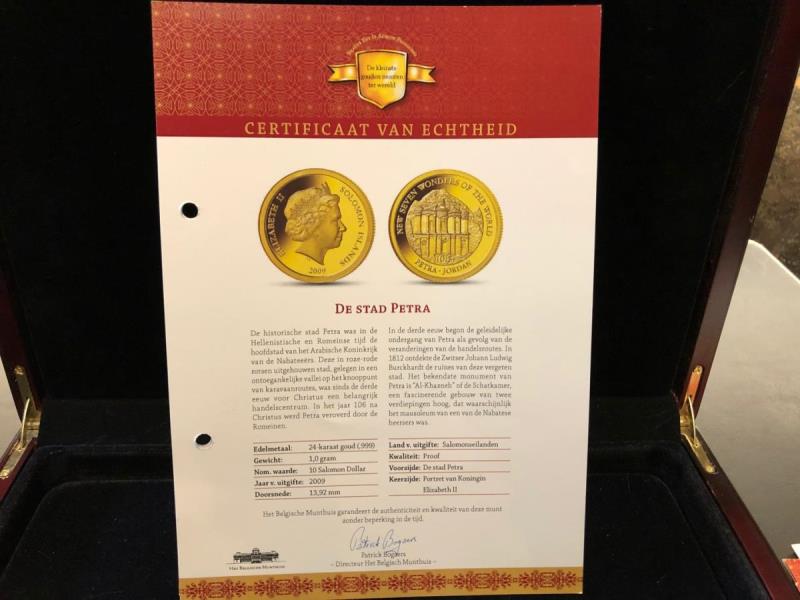 De kleinste
gouden munten
ter wereld
CERTIFICAAT VAN ECHTHEID
ELIZABETH II
SOLOMON ISLANDS
2009
NEW SEVEN WONDERS OF THE WORLD
PETRA - JORDAN
DE STAD PETRA
De historische stad Petra was in de
Hellenistische en Romeinse tijd de
hoofdstad van het Arabische Koninkrijk
van de Nabateeërs. Deze in roze-rode
rotsen uitgehouwen stad, gelegen in een
ontoegankelijke vallei op het knooppunt
van karavaanroutes, was sinds de derde
eeuw voor Christus een belangrijk
handelscentrum. In het jaar 106 na
Christus werd Petra veroverd door de
Romeinen.
In de derde eeuw begon de geleidelijke
ondergang van Petra als gevolg van de
veranderingen van de handelsroutes. In
1812 ontdekte de Zwitser Johann Ludwig
Burckhardt de ruïnes van deze vergeten
stad. Het bekendste monument van
Petra is "Al-Khazneh" of de Schatkamer,
een fascinerende gebouw van twee
verdiepingen hoog, dat waarschijnlijk
het mausoleum van een van de Nabatese
heersers was.
Edelmetaal: 24-karaat goud (.999)
Gewicht: 1,0 gram
Nom. waarde: 10 Salomon Dollar
Jaar v. uitgifte: 2009
Doorsnede: 13,92 mm
Land v. uitgifte: Salomonseilanden
Kwaliteit: Proof
Voorzijde: De stad Petra
Keerzijde: Portret van Koningin
Elizabeth II
Het Belgische Munthuis garandeert de authenticiteit en kwaliteit van deze munt
zonder beperking in de tijd.
Patrick Bogaers
Patrick Bogaers
– Directeur Het Belgisch Munthuis –
HET BELGISCHE MUNTHUIS